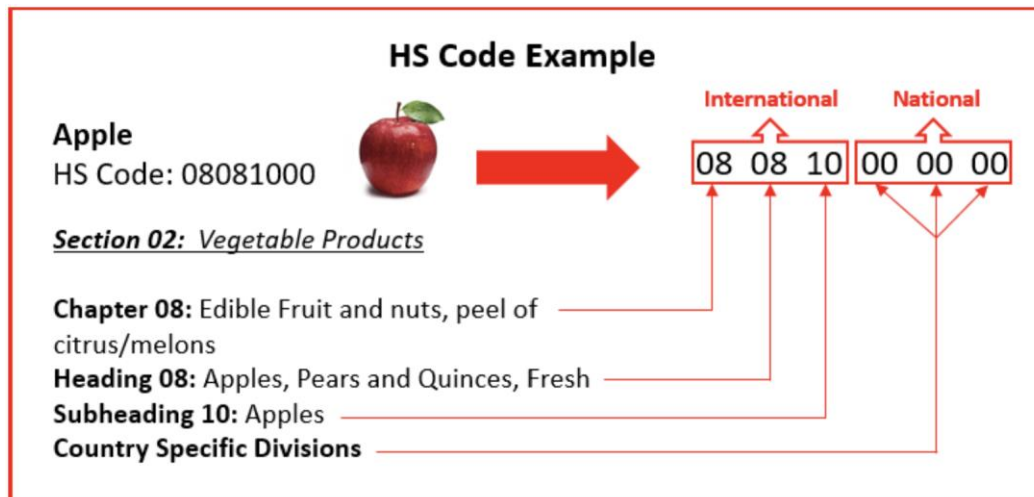 HS Code Example
International
National
Apple
HS Code: 08081000
08 08 10 00 00 00
Section 02: Vegetable Products
Chapter 08: Edible Fruit and nuts, peel of
citrus/melons
Heading 08: Apples, Pears and Quinces, Fresh
Subheading 10: Apples
Country Specific Divisions